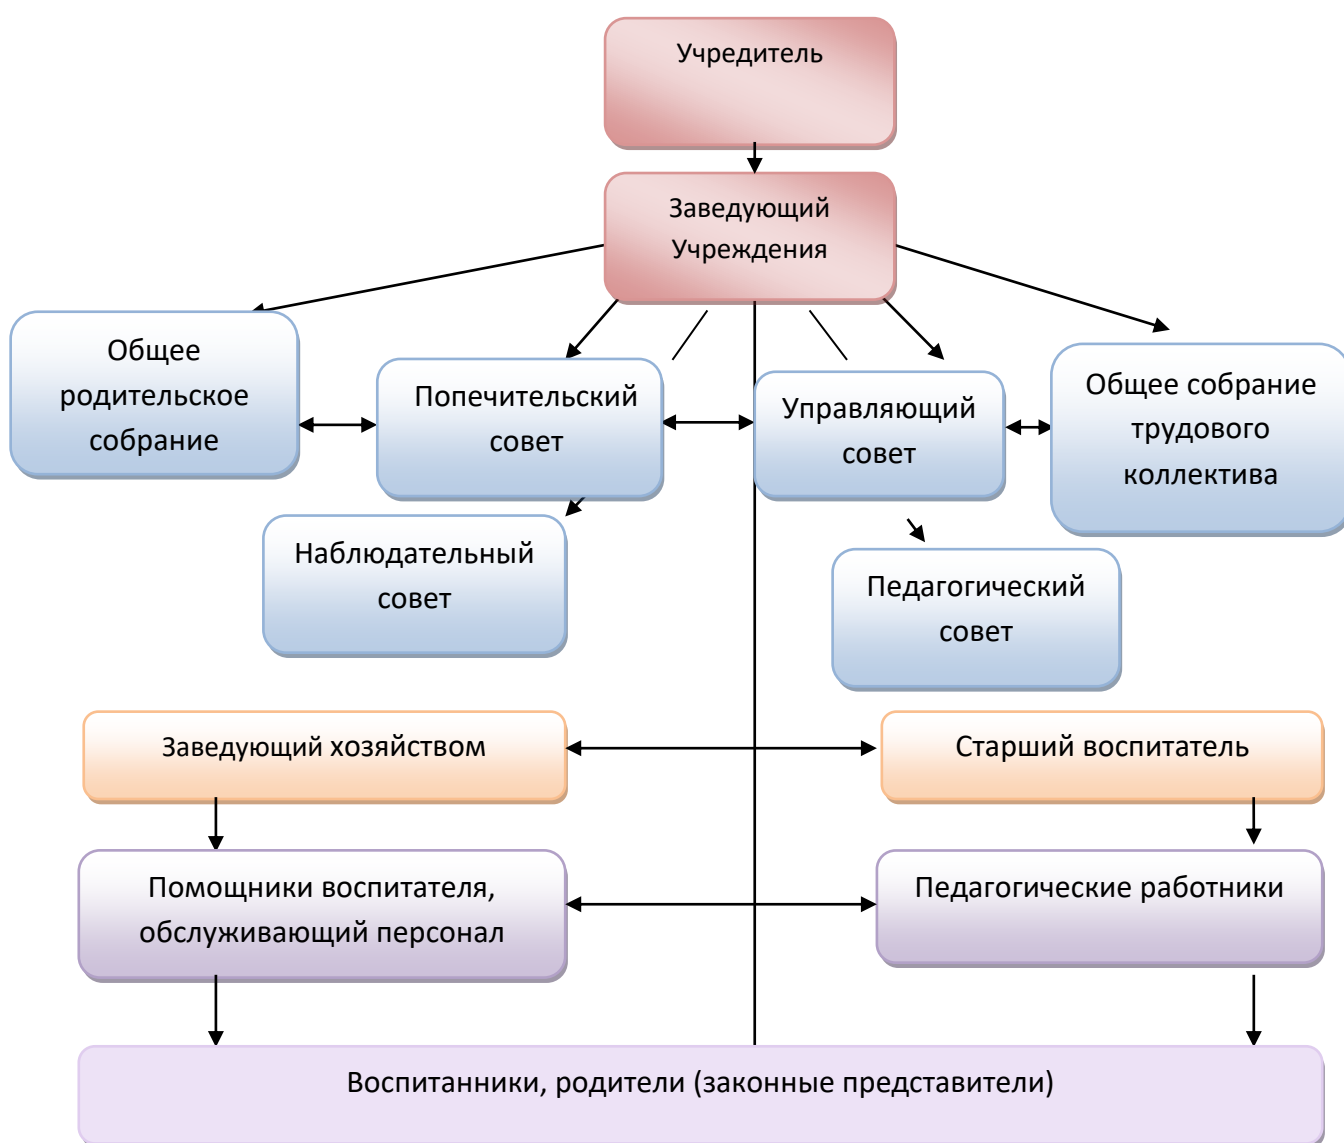 Учредитель
Заведующий
Учреждения
Общее
родительское
собрание
Попечительский
совет
Управляющий
совет
Общее собрание
трудового
коллектива
Наблюдательный
совет
Педагогический
совет
Заведующий хозяйством
Старший воспитатель
Помощники воспитателя,
обслуживающий персонал
Педагогические работники
Воспитанники, родители (законные представители)